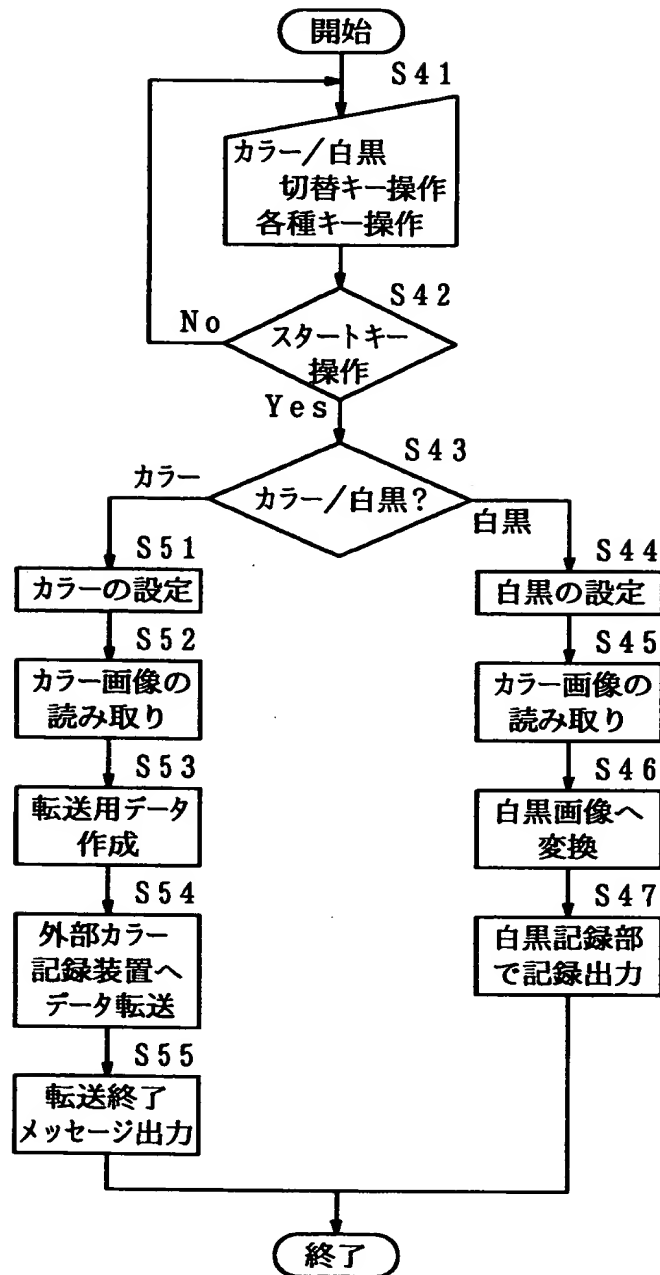 開始
S41
カラー/白黒
切替キー操作
各種キー操作
S42
No
スタートキー
操作
Yes
S43
カラー
カラー/白黒?
白黒
S51
カラーの設定
S52
カラー画像の
読み取り
S53
転送用データ
作成
S54
外部カラー
記録装置へ
データ転送
S55
転送終了
メッセージ出力
S44
白黒の設定
S45
カラー画像の
読み取り
S46
白黒画像へ
変換
S47
白黒記録部
で記録出力
終了